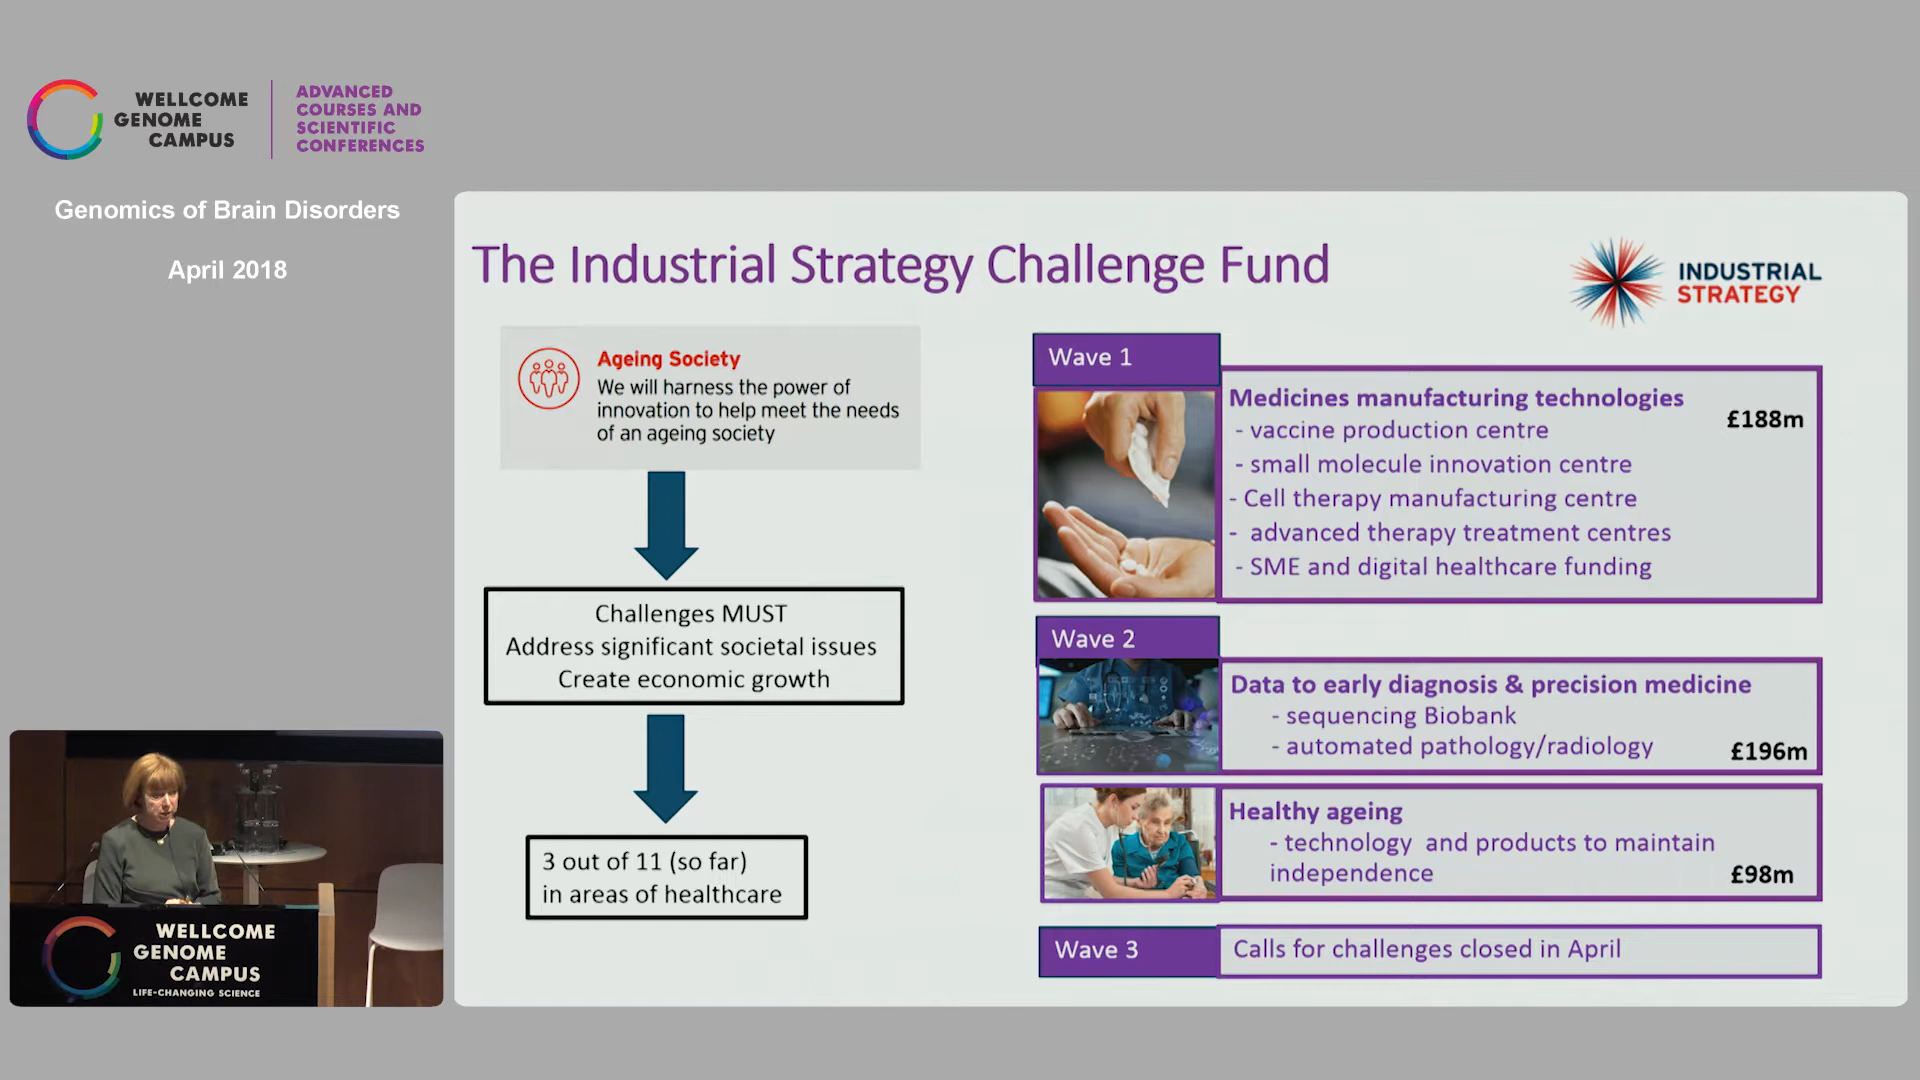 WELLCOME
GENOME
CAMPUS
ADVANCED
COURSES AND
SCIENTIFIC
CONFERENCES
Genomics of Brain Disorders
April 2018
The Industrial Strategy Challenge Fund
INDUSTRIAL
STRATEGY
Ageing Society
We will harness the power of
innovation to help meet the needs
of an ageing society
Challenges MUST
Address significant societal issues
Create economic growth
3 out of 11 (so far)
in areas of healthcare
Wave 1
Medicines manufacturing technologies
£188m
- vaccine production centre
- small molecule innovation centre
- Cell therapy manufacturing centre
- advanced therapy treatment centres
- SME and digital healthcare funding
Wave 2
Data to early diagnosis & precision medicine
- sequencing Biobank
- automated pathology/radiology
£196m
Healthy ageing
- technology and products to maintain
independence
£98m
Wave 3
Calls for challenges closed in April
WELLCOME
GENOME
CAMPUS
LIFE-CHANGING SCIENCE